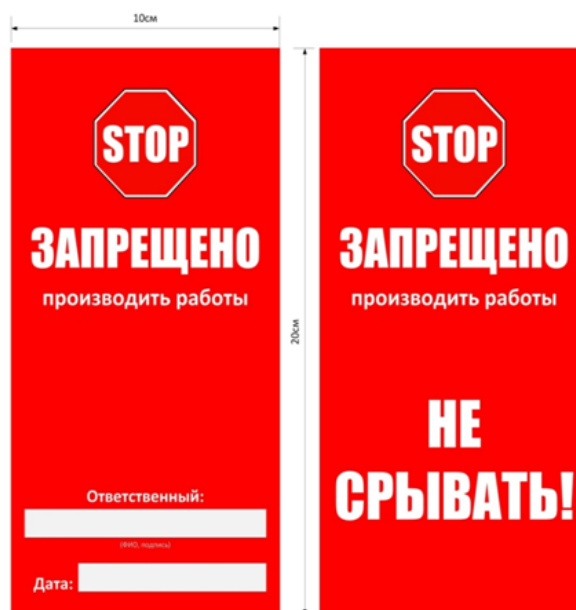 10см
STOP
ЗАПРЕЩЕНО
производить работы
Ответственный:
(ФИО, подпись)
Дата:
20см
STOP
ЗАПРЕЩЕНО
производить работы
НЕ
СРЫВАТЬ!